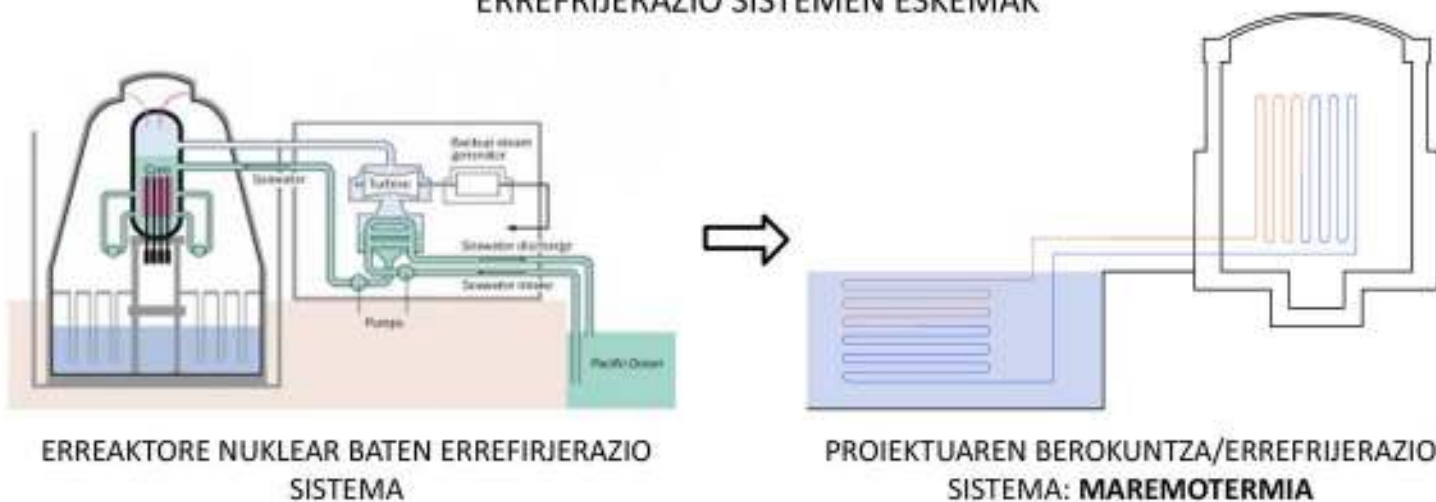 ERREFRIJERAZIO SISTEMEN ESKEMAK
Backup steam
generator
Seawater
Turbine
Seawater discharge
Seawater intake
Pumps
Pacific Ocean
ERREAKTORE NUKLEAR BATEN ERREFIRJERAZIO
SISTEMA
PROIEKTUAREN BEROKUNTZA/ERREFRIJERAZIO
SISTEMA: MAREMOTERMIA